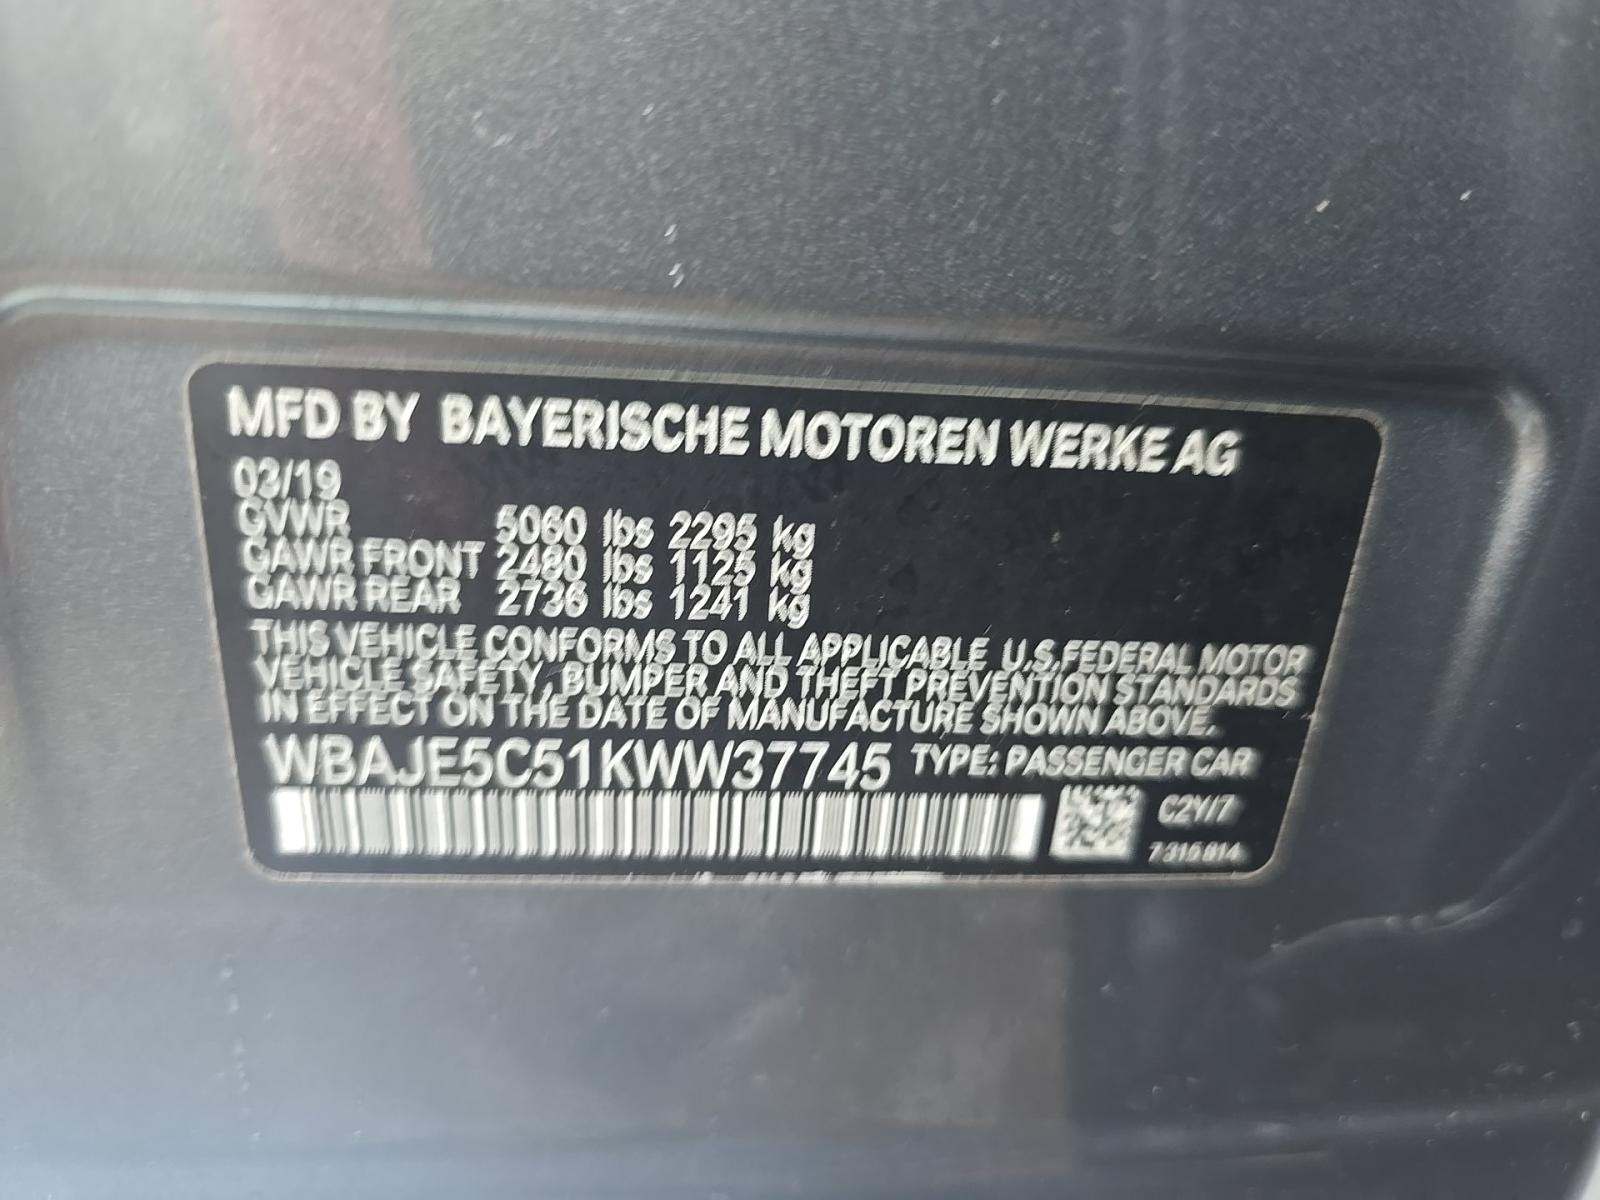 MFD BY BAYERISCHE MOTOREN WERKE AG
03/19
GVWR 5060 lbs 2295 kg
GAWR FRONT 2480 lbs 1125 kg
GAWR REAR 2736 lbs 1241 kg
THIS VEHICLE CONFORMS TO ALL APPLICABLE U.S.FEDERAL MOTOR
VEHICLE SAFETY, BUMPER AND THEFT PREVENTION STANDARDS
IN EFFECT ON THE DATE OF MANUFACTURE SHOWN ABOVE.
WBAJE5C51KWW37745 TYPE: PASSENGER CAR
7 315 814